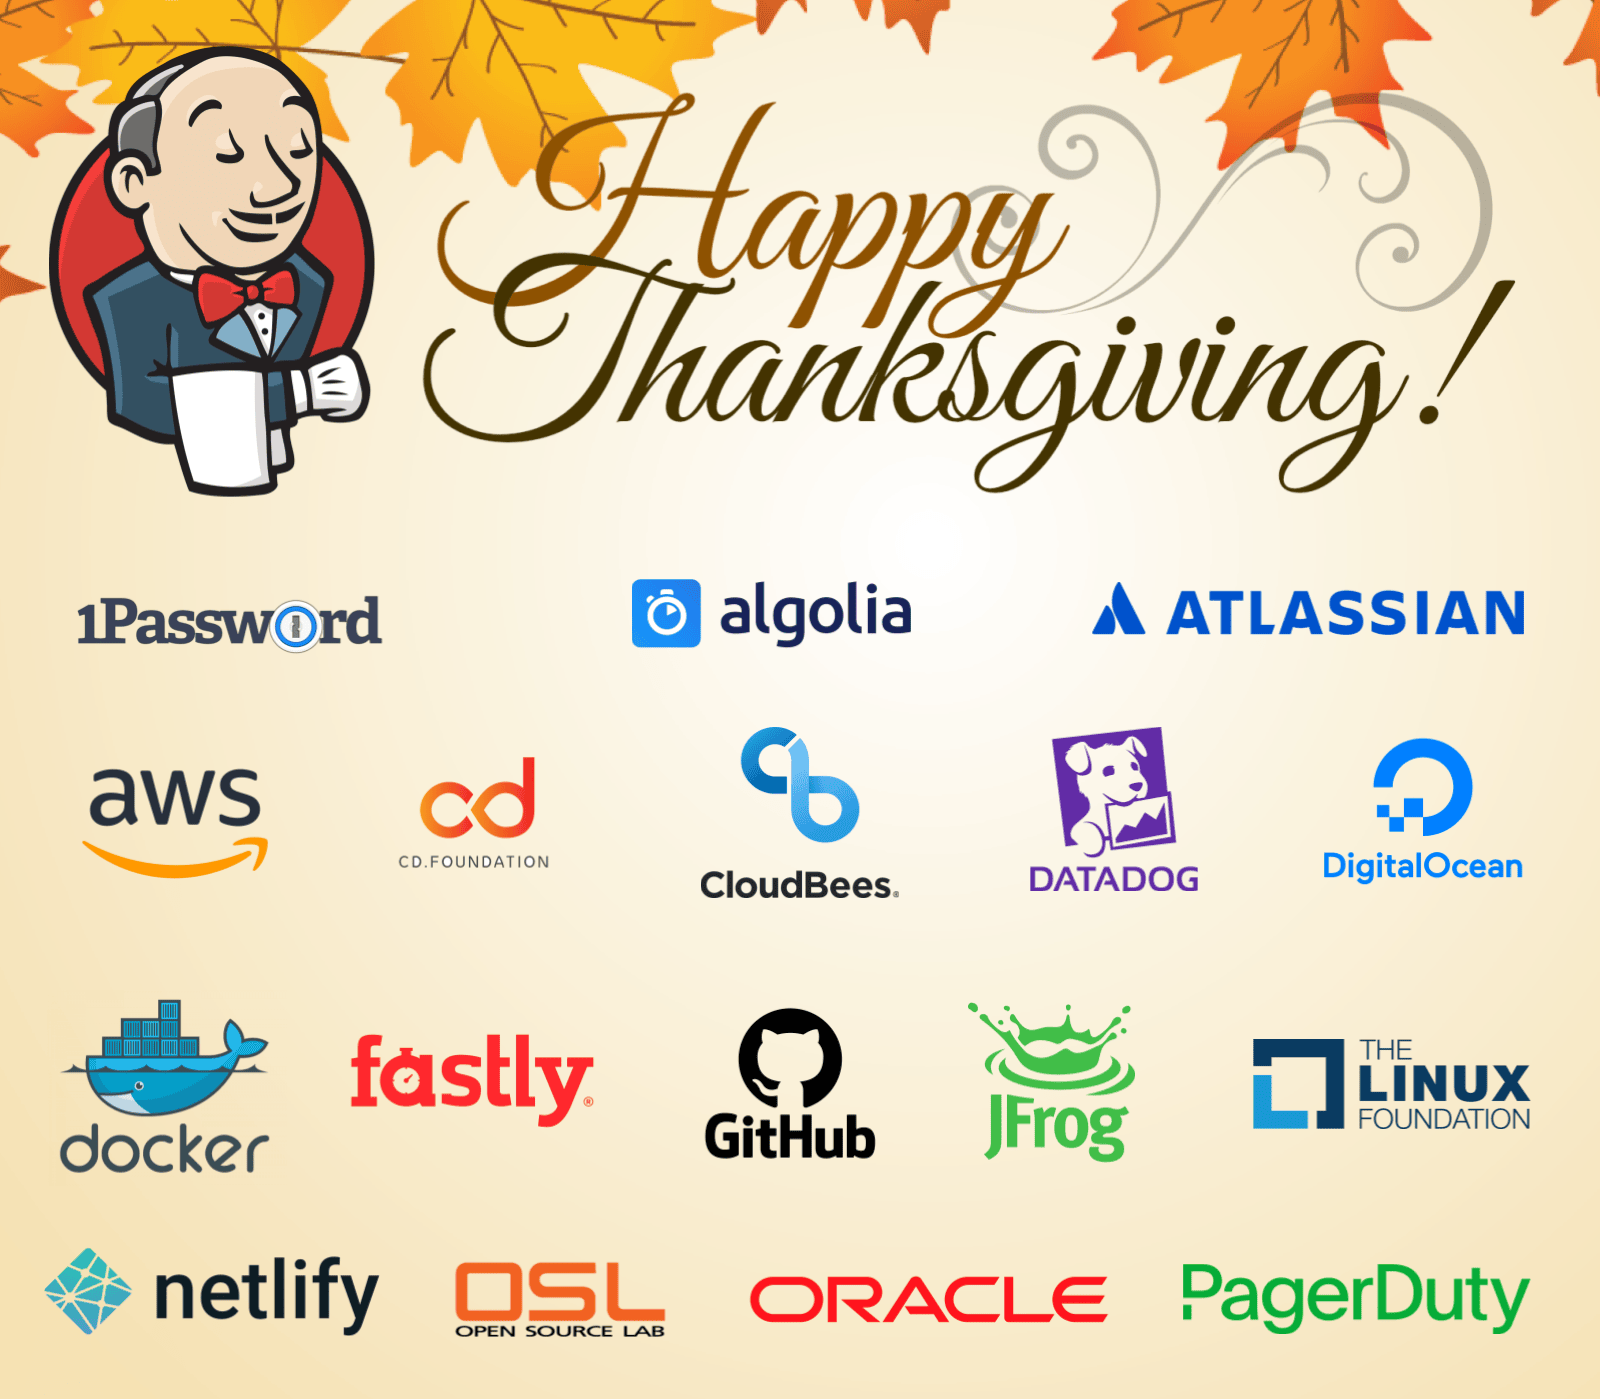 Happy
Thanksgiving!
1Password
algolia
ATLASSIAN
aws
cd
CD.FOUNDATION
CloudBees®
DATADOG
DigitalOcean
docker
fastly®
GitHub
JFrog
THE
LINUX
FOUNDATION
netlify
OSL
OPEN SOURCE LAB
ORACLE
PagerDuty